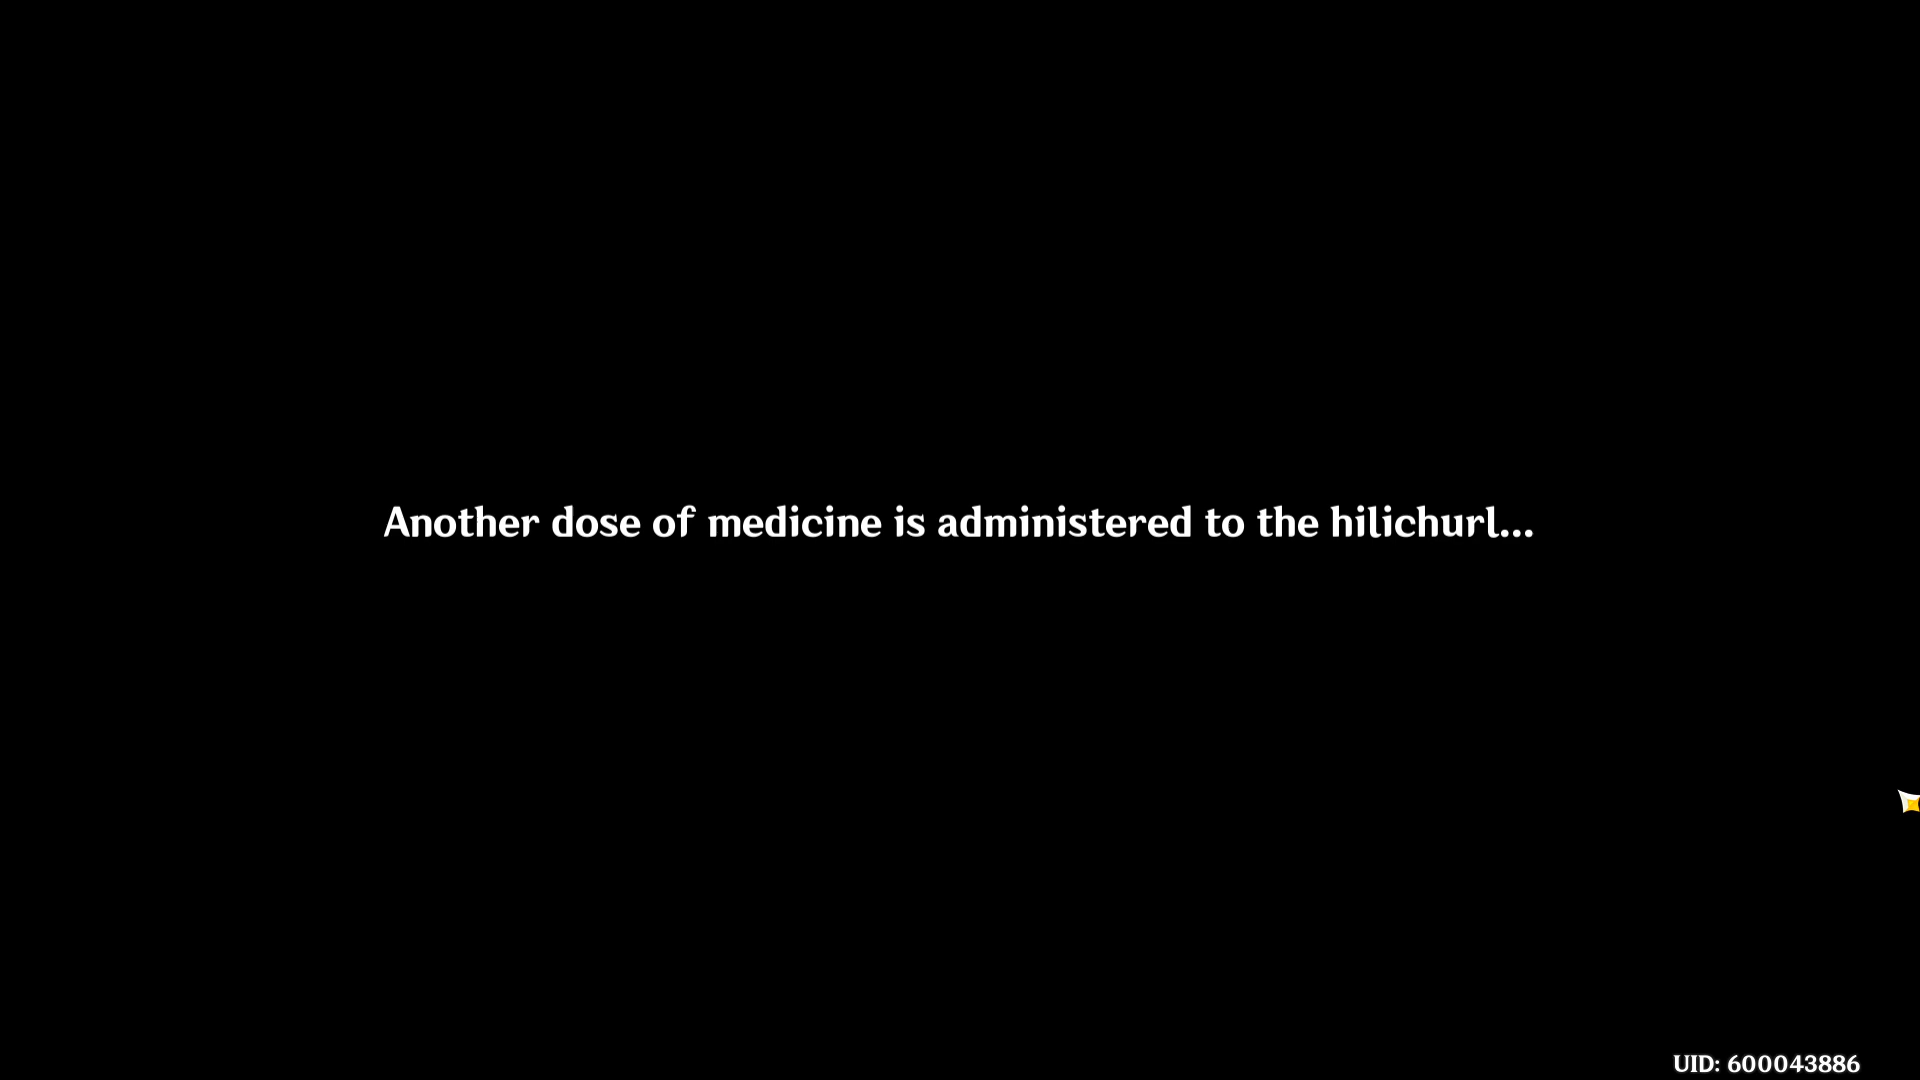 Another dose of medicine is administered to the hilichurl...
UID: 600043886